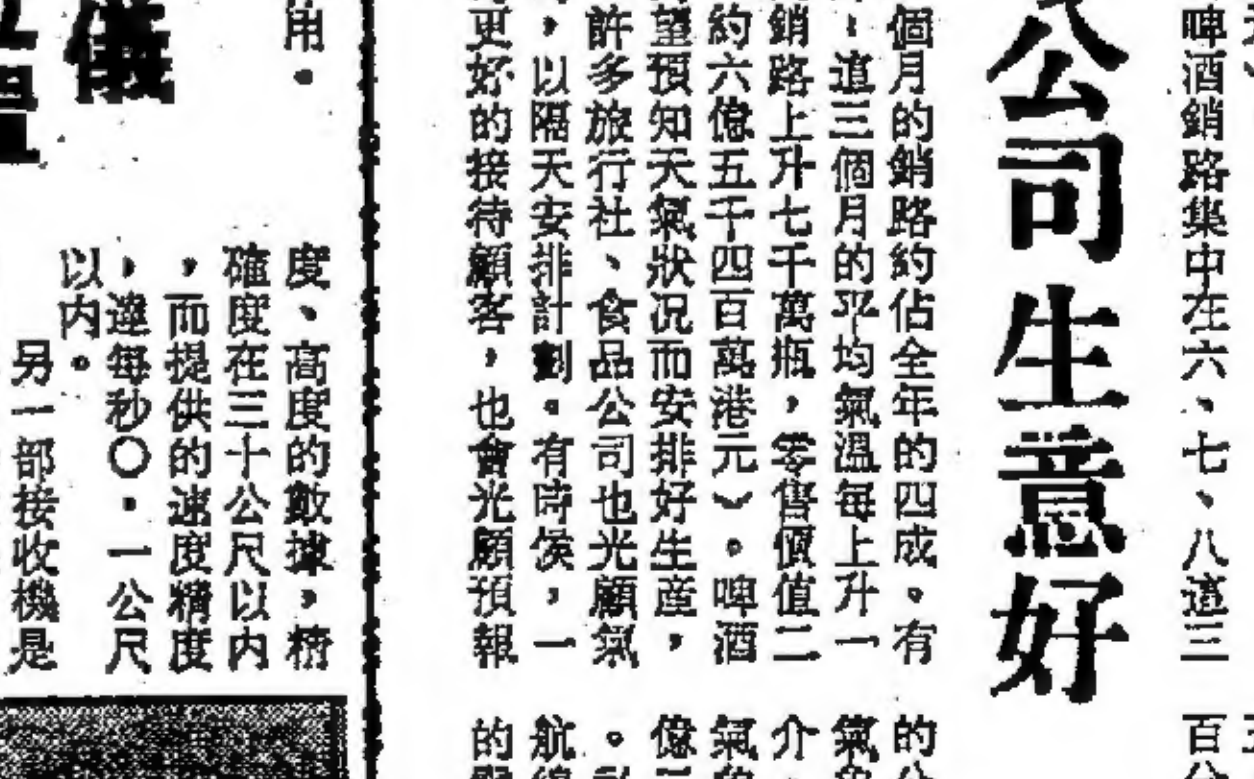 啤酒銷路集中在六、七、八這三
公司生意好
個月的銷路約佔全年的四成。有
：這三個月的平均氣溫每上升一
銷路上升七千萬瓶，零售價值二
約六億五千四百萬港元）。啤酒
望預知天氣狀況而安排好生產，
許多旅行社、食品公司也光顧氣
，以隔天安排計劃。有時候，一
更好的接待顧客，也會光顧預報
百
的
氣
介
氣
億
。
航
的
用。
儀
度、高度的數據，精
確度在三十公尺以內
，而提供的速度精度
，達每秒〇．一公尺
以內。
另一部接收機是